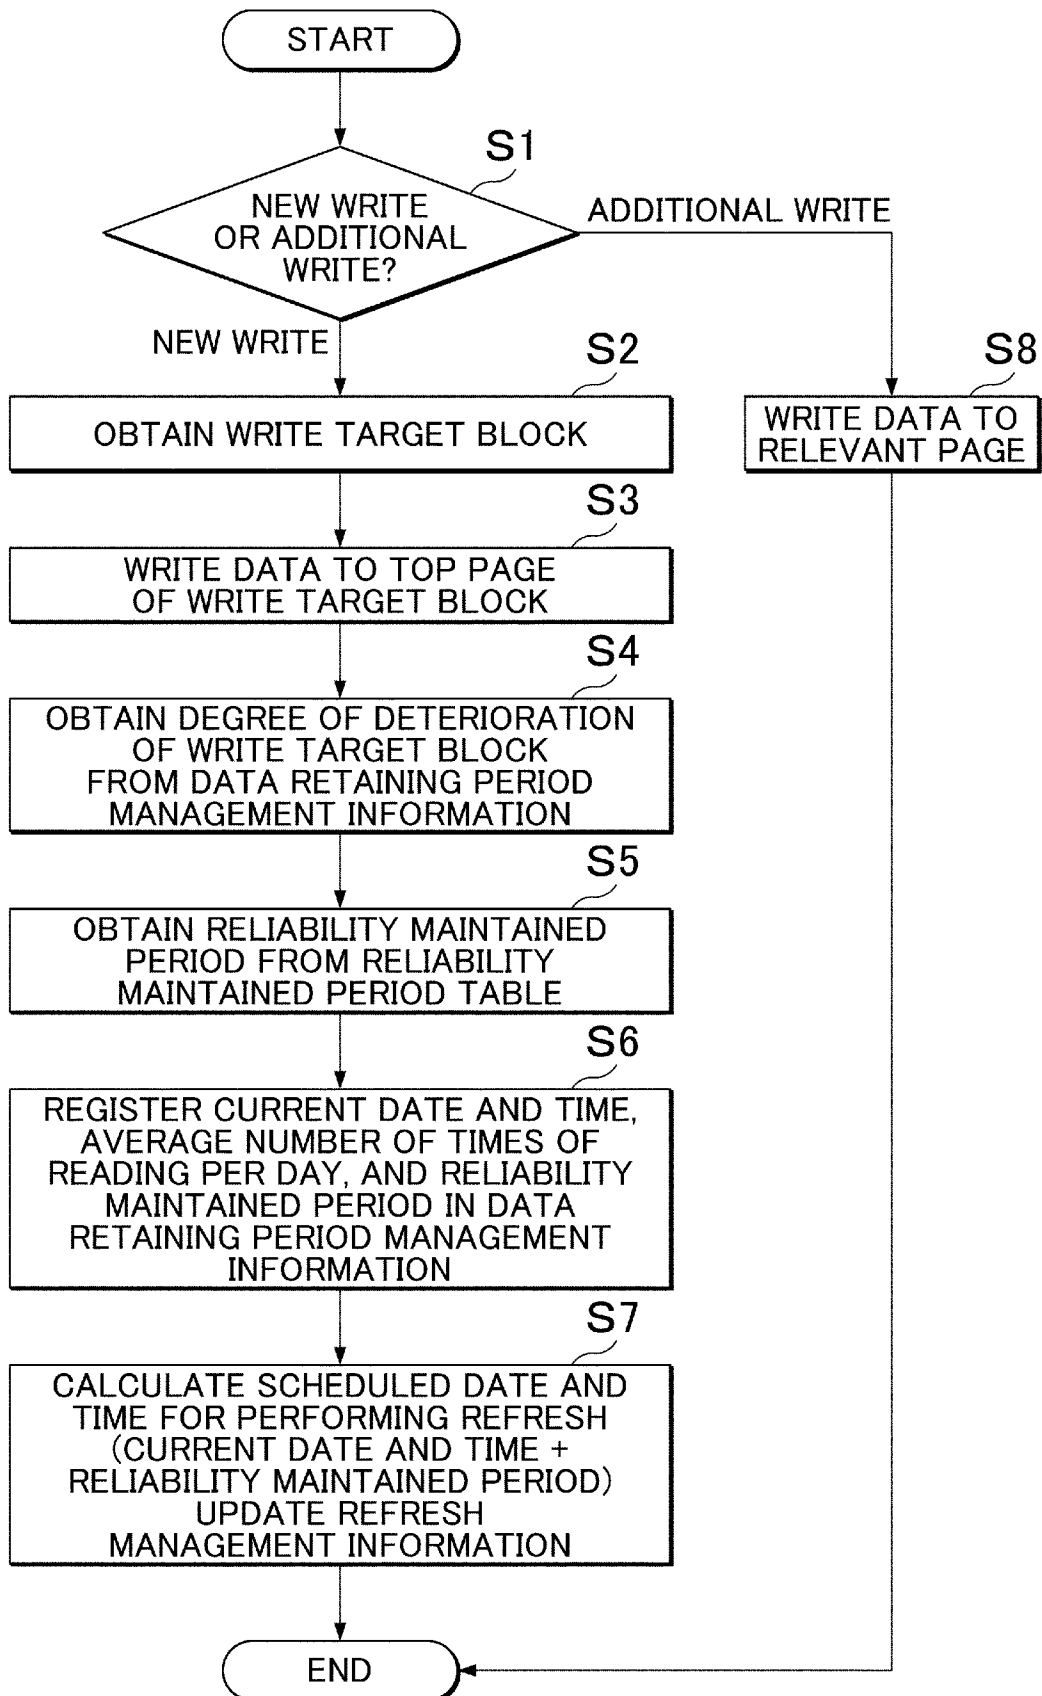 START
S1
NEW WRITE
OR ADDITIONAL
WRITE?
ADDITIONAL WRITE
NEW WRITE
S2
OBTAIN WRITE TARGET BLOCK
S8
WRITE DATA TO
RELEVANT PAGE
S3
WRITE DATA TO TOP PAGE
OF WRITE TARGET BLOCK
S4
OBTAIN DEGREE OF DETERIORATION
OF WRITE TARGET BLOCK
FROM DATA RETAINING PERIOD
MANAGEMENT INFORMATION
S5
OBTAIN RELIABILITY MAINTAINED
PERIOD FROM RELIABILITY
MAINTAINED PERIOD TABLE
S6
REGISTER CURRENT DATE AND TIME,
AVERAGE NUMBER OF TIMES OF
READING PER DAY, AND RELIABILITY
MAINTAINED PERIOD IN DATA
RETAINING PERIOD MANAGEMENT
INFORMATION
S7
CALCULATE SCHEDULED DATE AND
TIME FOR PERFORMING REFRESH
(CURRENT DATE AND TIME +
RELIABILITY MAINTAINED PERIOD)
UPDATE REFRESH
MANAGEMENT INFORMATION
END